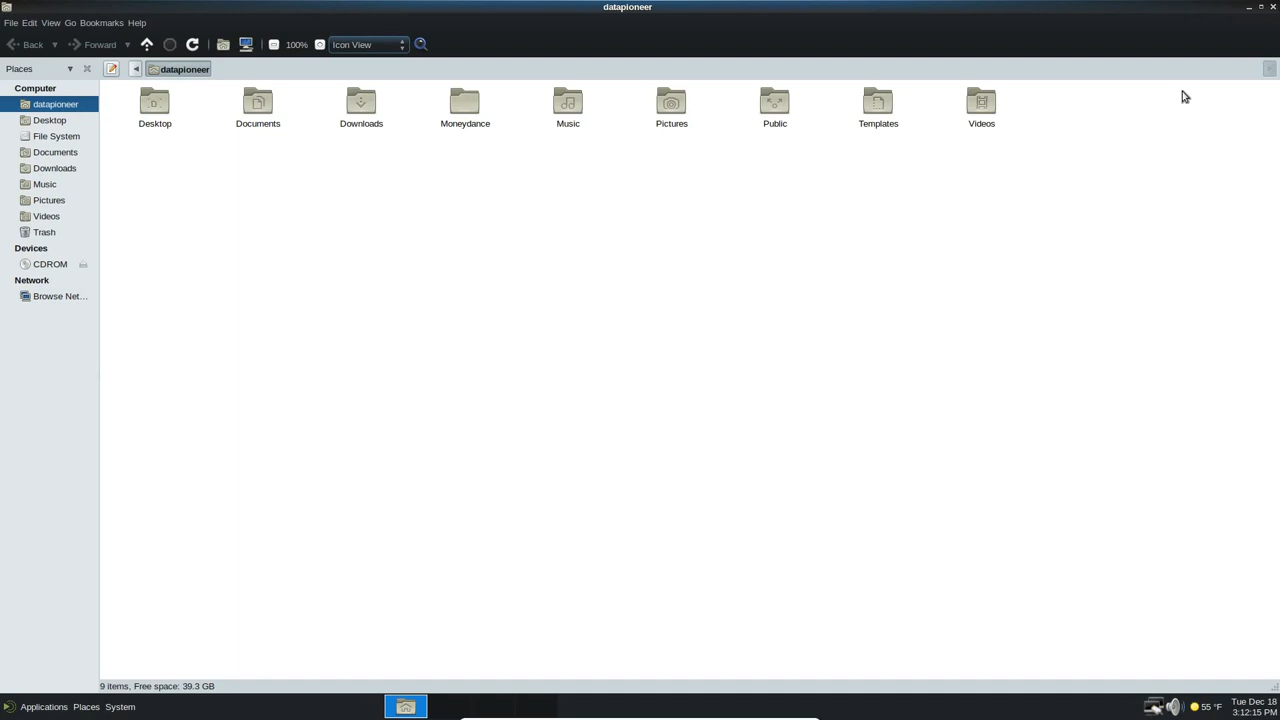 datapioneer
File Edit View Go Bookmarks Help
Back Forward 100% Icon View
Places datapioneer
Computer
datapioneer
Desktop
File System
Documents
Downloads
Music
Pictures
Videos
Trash
Devices
CDROM
Network
Browse Net...
Desktop Documents Downloads Moneydance Music Pictures Public Templates Videos
9 items, Free space: 39.3 GB
Applications Places System 55 °F Tue Dec 18
3:12:15 PM